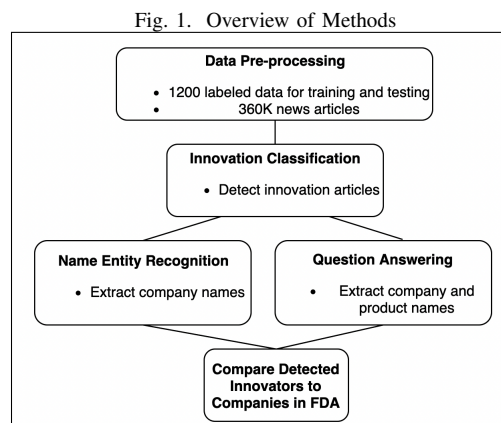 Fig. 1. Overview of Methods
Data Pre-processing
• 1200 labeled data for training and testing
• 360K news articles
Innovation Classification
• Detect innovation articles
Name Entity Recognition
• Extract company names
Question Answering
• Extract company and
product names
Compare Detected
Innovators to
Companies in FDA